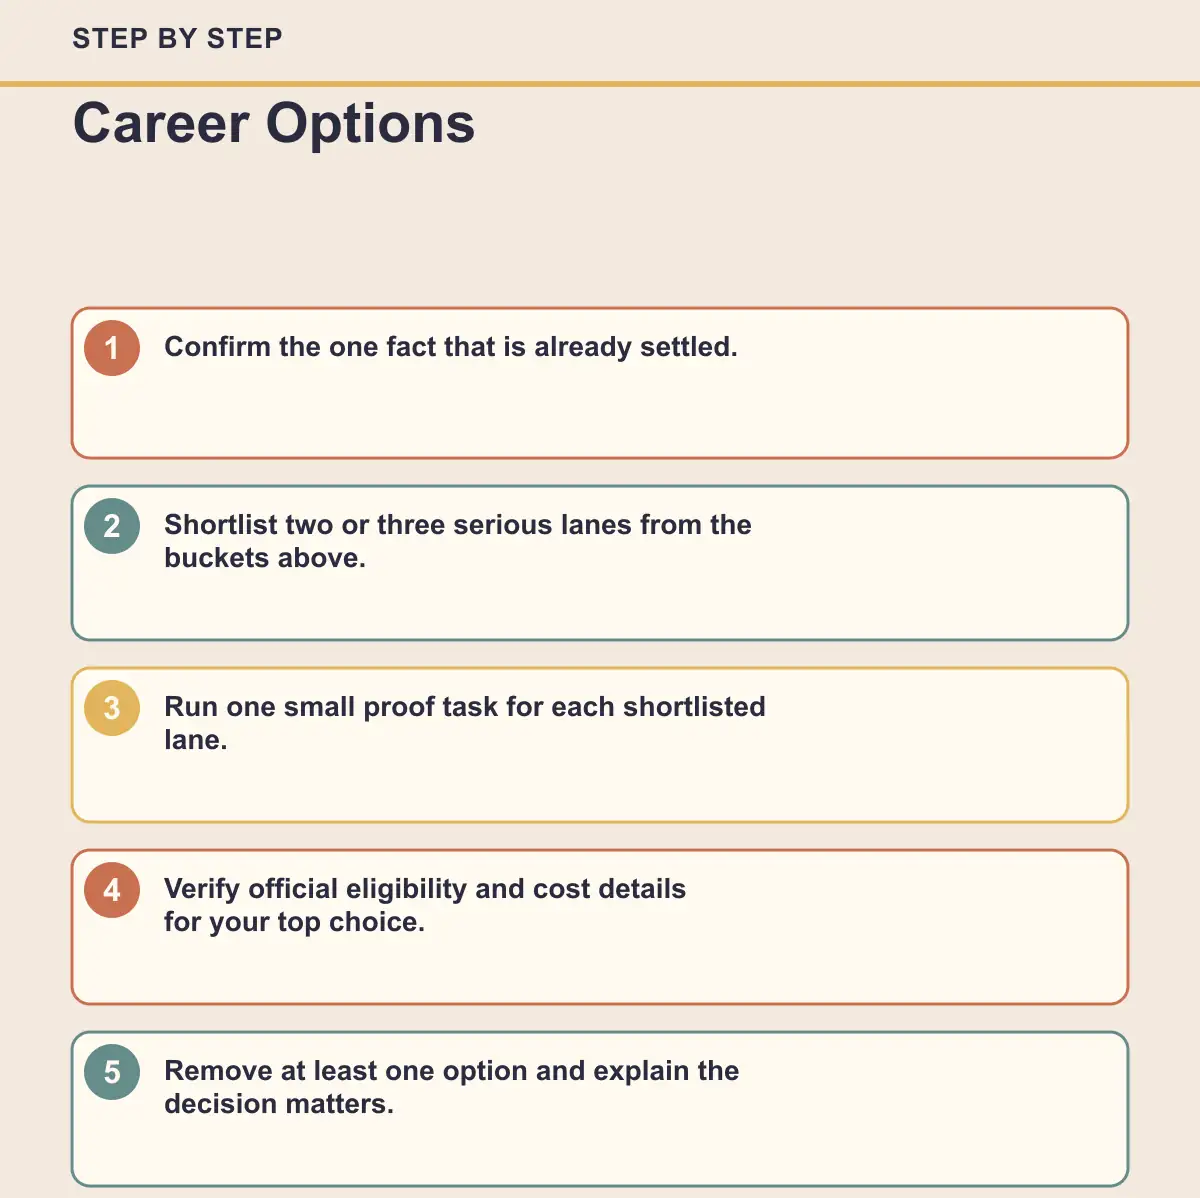 STEP BY STEP
Career Options
1
Confirm the one fact that is already settled.
2
Shortlist two or three serious lanes from the
buckets above.
3
Run one small proof task for each shortlisted
lane.
4
Verify official eligibility and cost details
for your top choice.
5
Remove at least one option and explain the
decision matters.